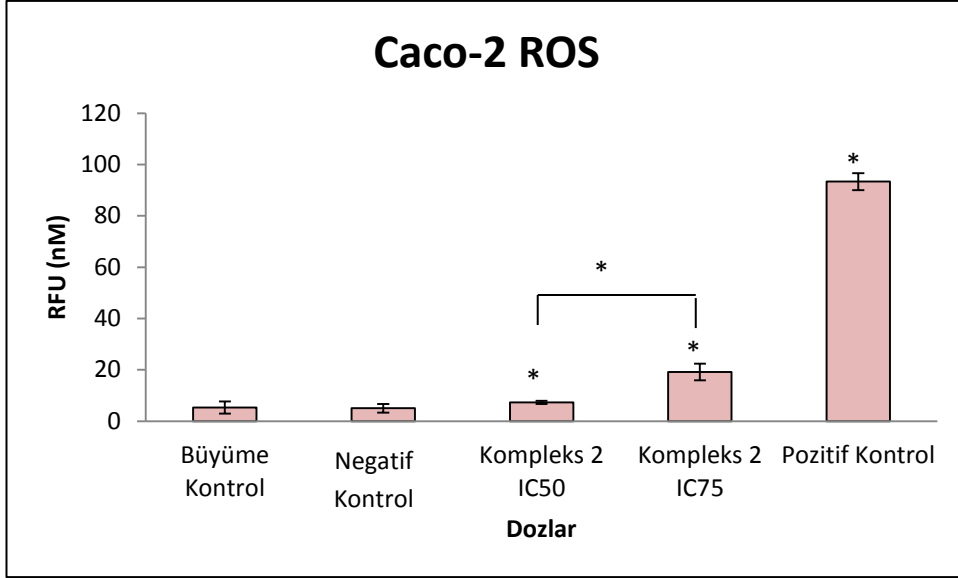 Caco-2 ROS
RFU (nM)
120
100
80
60
40
20
0
*
*
*
*
Büyüme
Kontrol
Negatif
Kontrol
Kompleks 2
IC50
Kompleks 2
IC75
Pozitif Kontrol
Dozlar